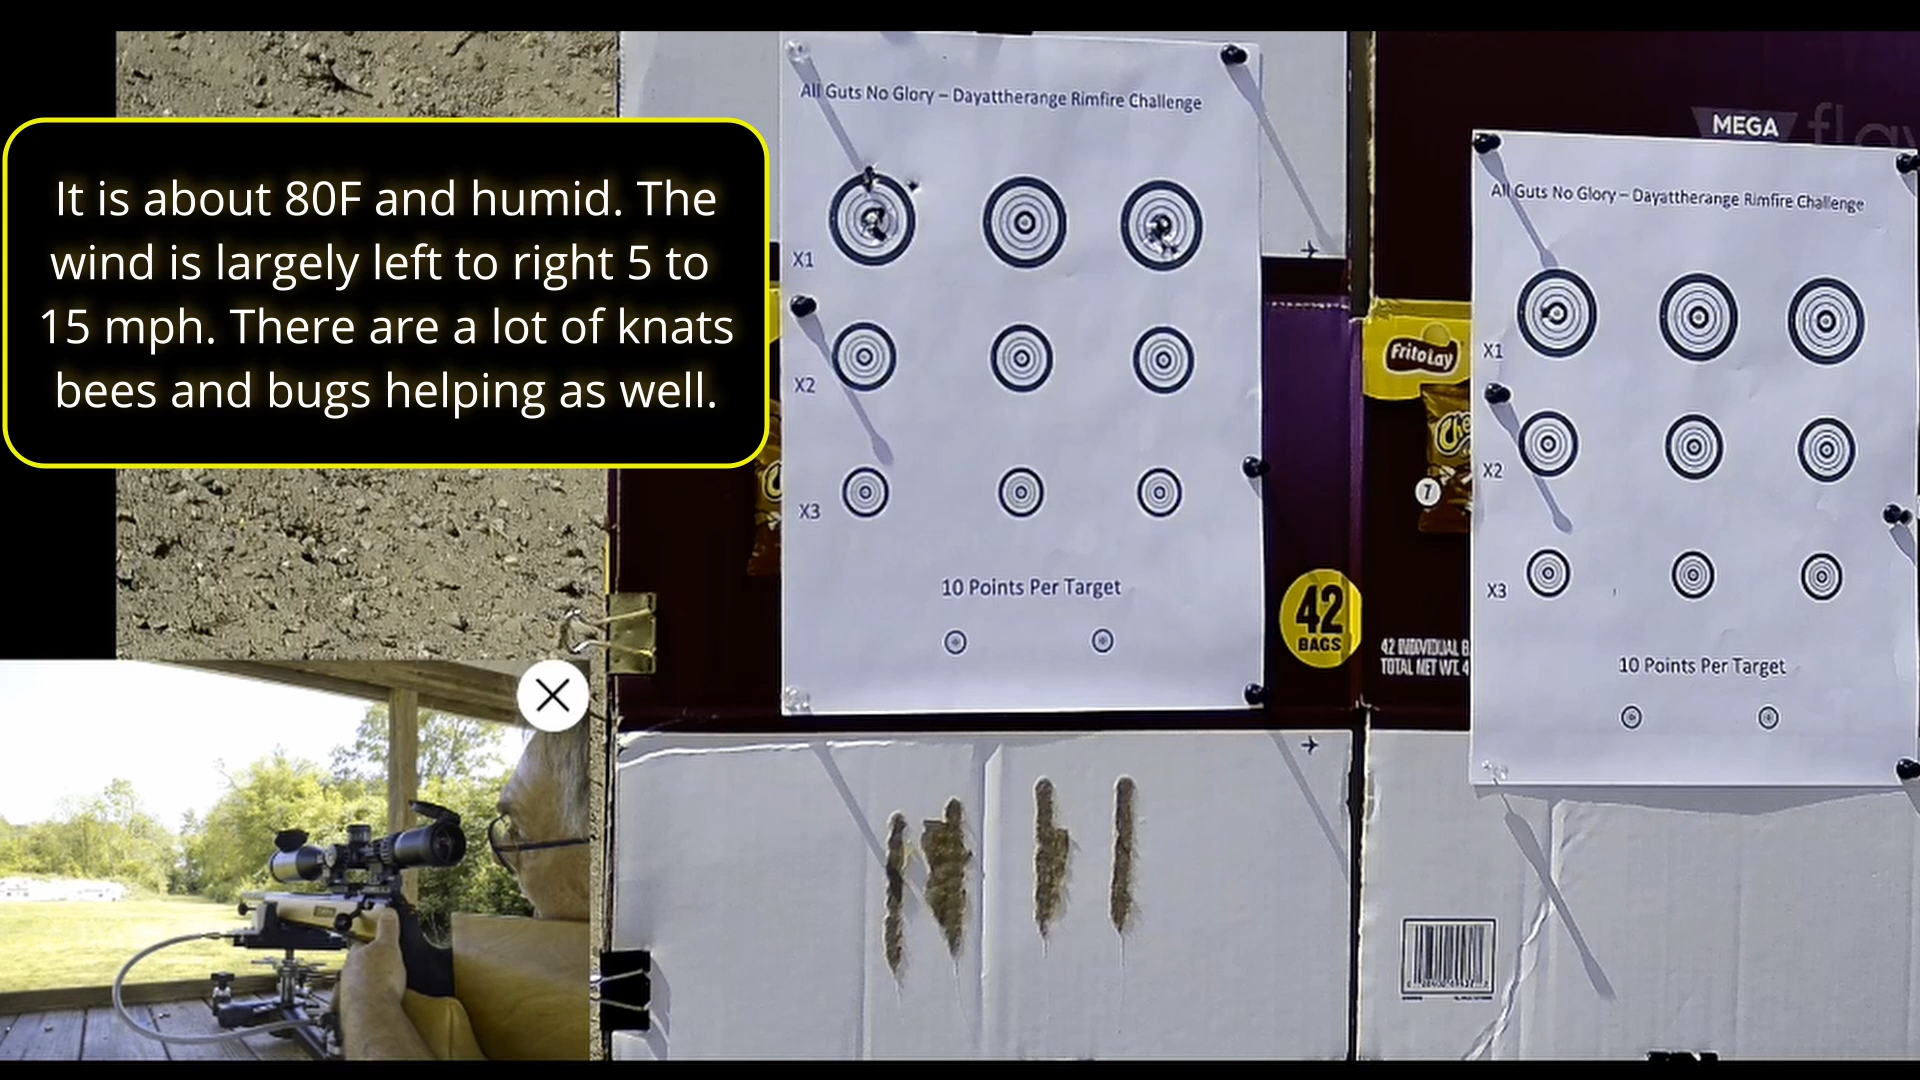 It is about 80F and humid. The
wind is largely left to right 5 to
15 mph. There are a lot of knats
bees and bugs helping as well.
All Guts No Glory – Dayattherange Rimfire Challenge
X1
X2
X3
10 Points Per Target
MEGA
All Guts No Glory – Dayattherange Rimfire Challenge
X1
X2
X3
10 Points Per Target
FritoLay
7
42
BAGS
42 INDIVIDUAL B
TOTAL NET WT. 4